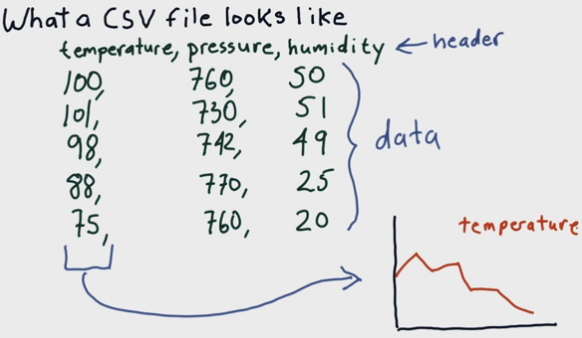 What a CSV file looks like
temperature, pressure, humidity ← header
100, 760, 50
101, 730, 51
98, 742, 49
88, 770, 25
75, 760, 20
data
temperature